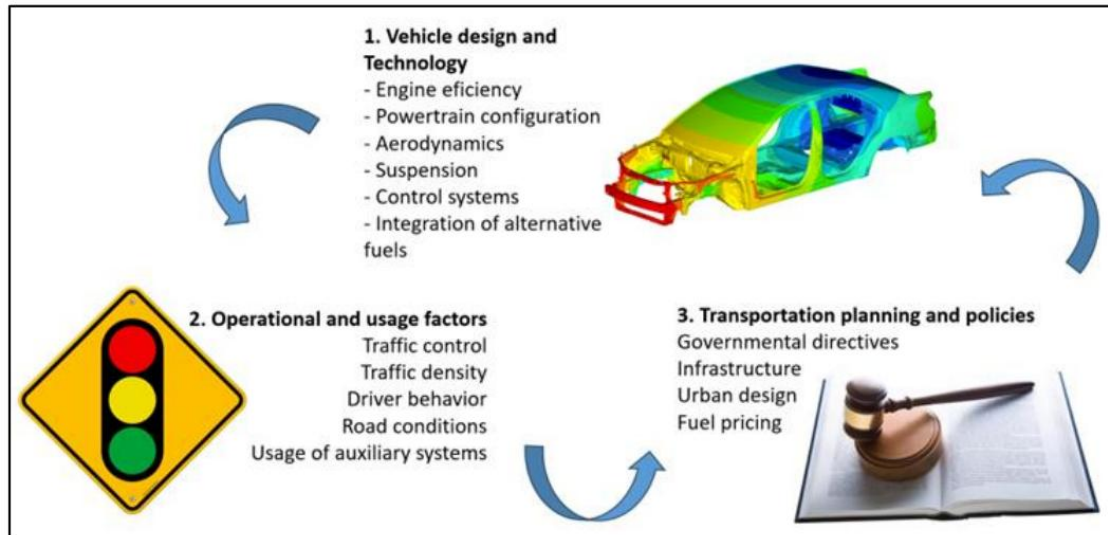 1. Vehicle design and
Technology
- Engine eficiency
- Powertrain configuration
- Aerodynamics
- Suspension
- Control systems
- Integration of alternative
fuels
2. Operational and usage factors
Traffic control
Traffic density
Driver behavior
Road conditions
Usage of auxiliary systems
3. Transportation planning and policies
Governmental directives
Infrastructure
Urban design
Fuel pricing